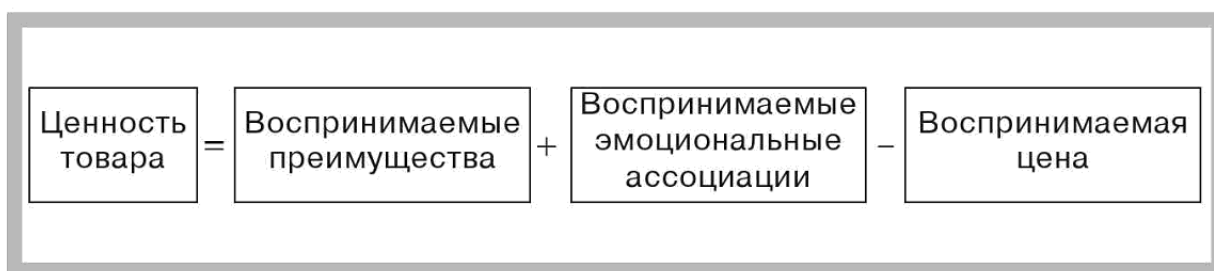 Ценность
товара
=
Воспринимаемые
преимущества
+
Воспринимаемые
эмоциональные
ассоциации
–
Воспринимаемая
цена